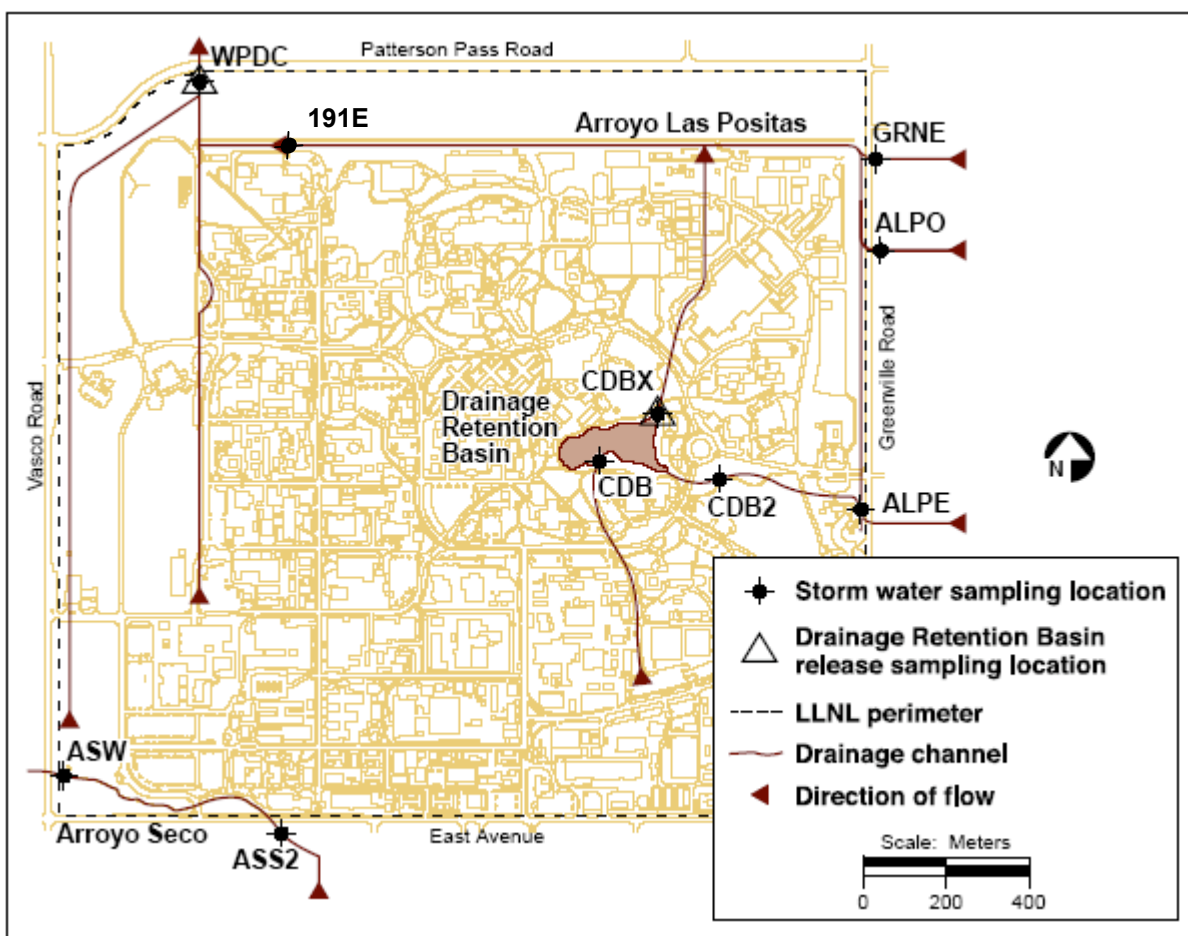 Patterson Pass Road
WPDC
191E
Arroyo Las Positas
GRNE
ALPO
Vasco Road
Greenville Road
CDBX
Drainage
Retention
Basin
CDB
CDB2
ALPE
N
ASW
Arroyo Seco
ASS2
East Avenue
Storm water sampling location
Drainage Retention Basin
release sampling location
LLNL perimeter
Drainage channel
Direction of flow
Scale: Meters
0 200 400